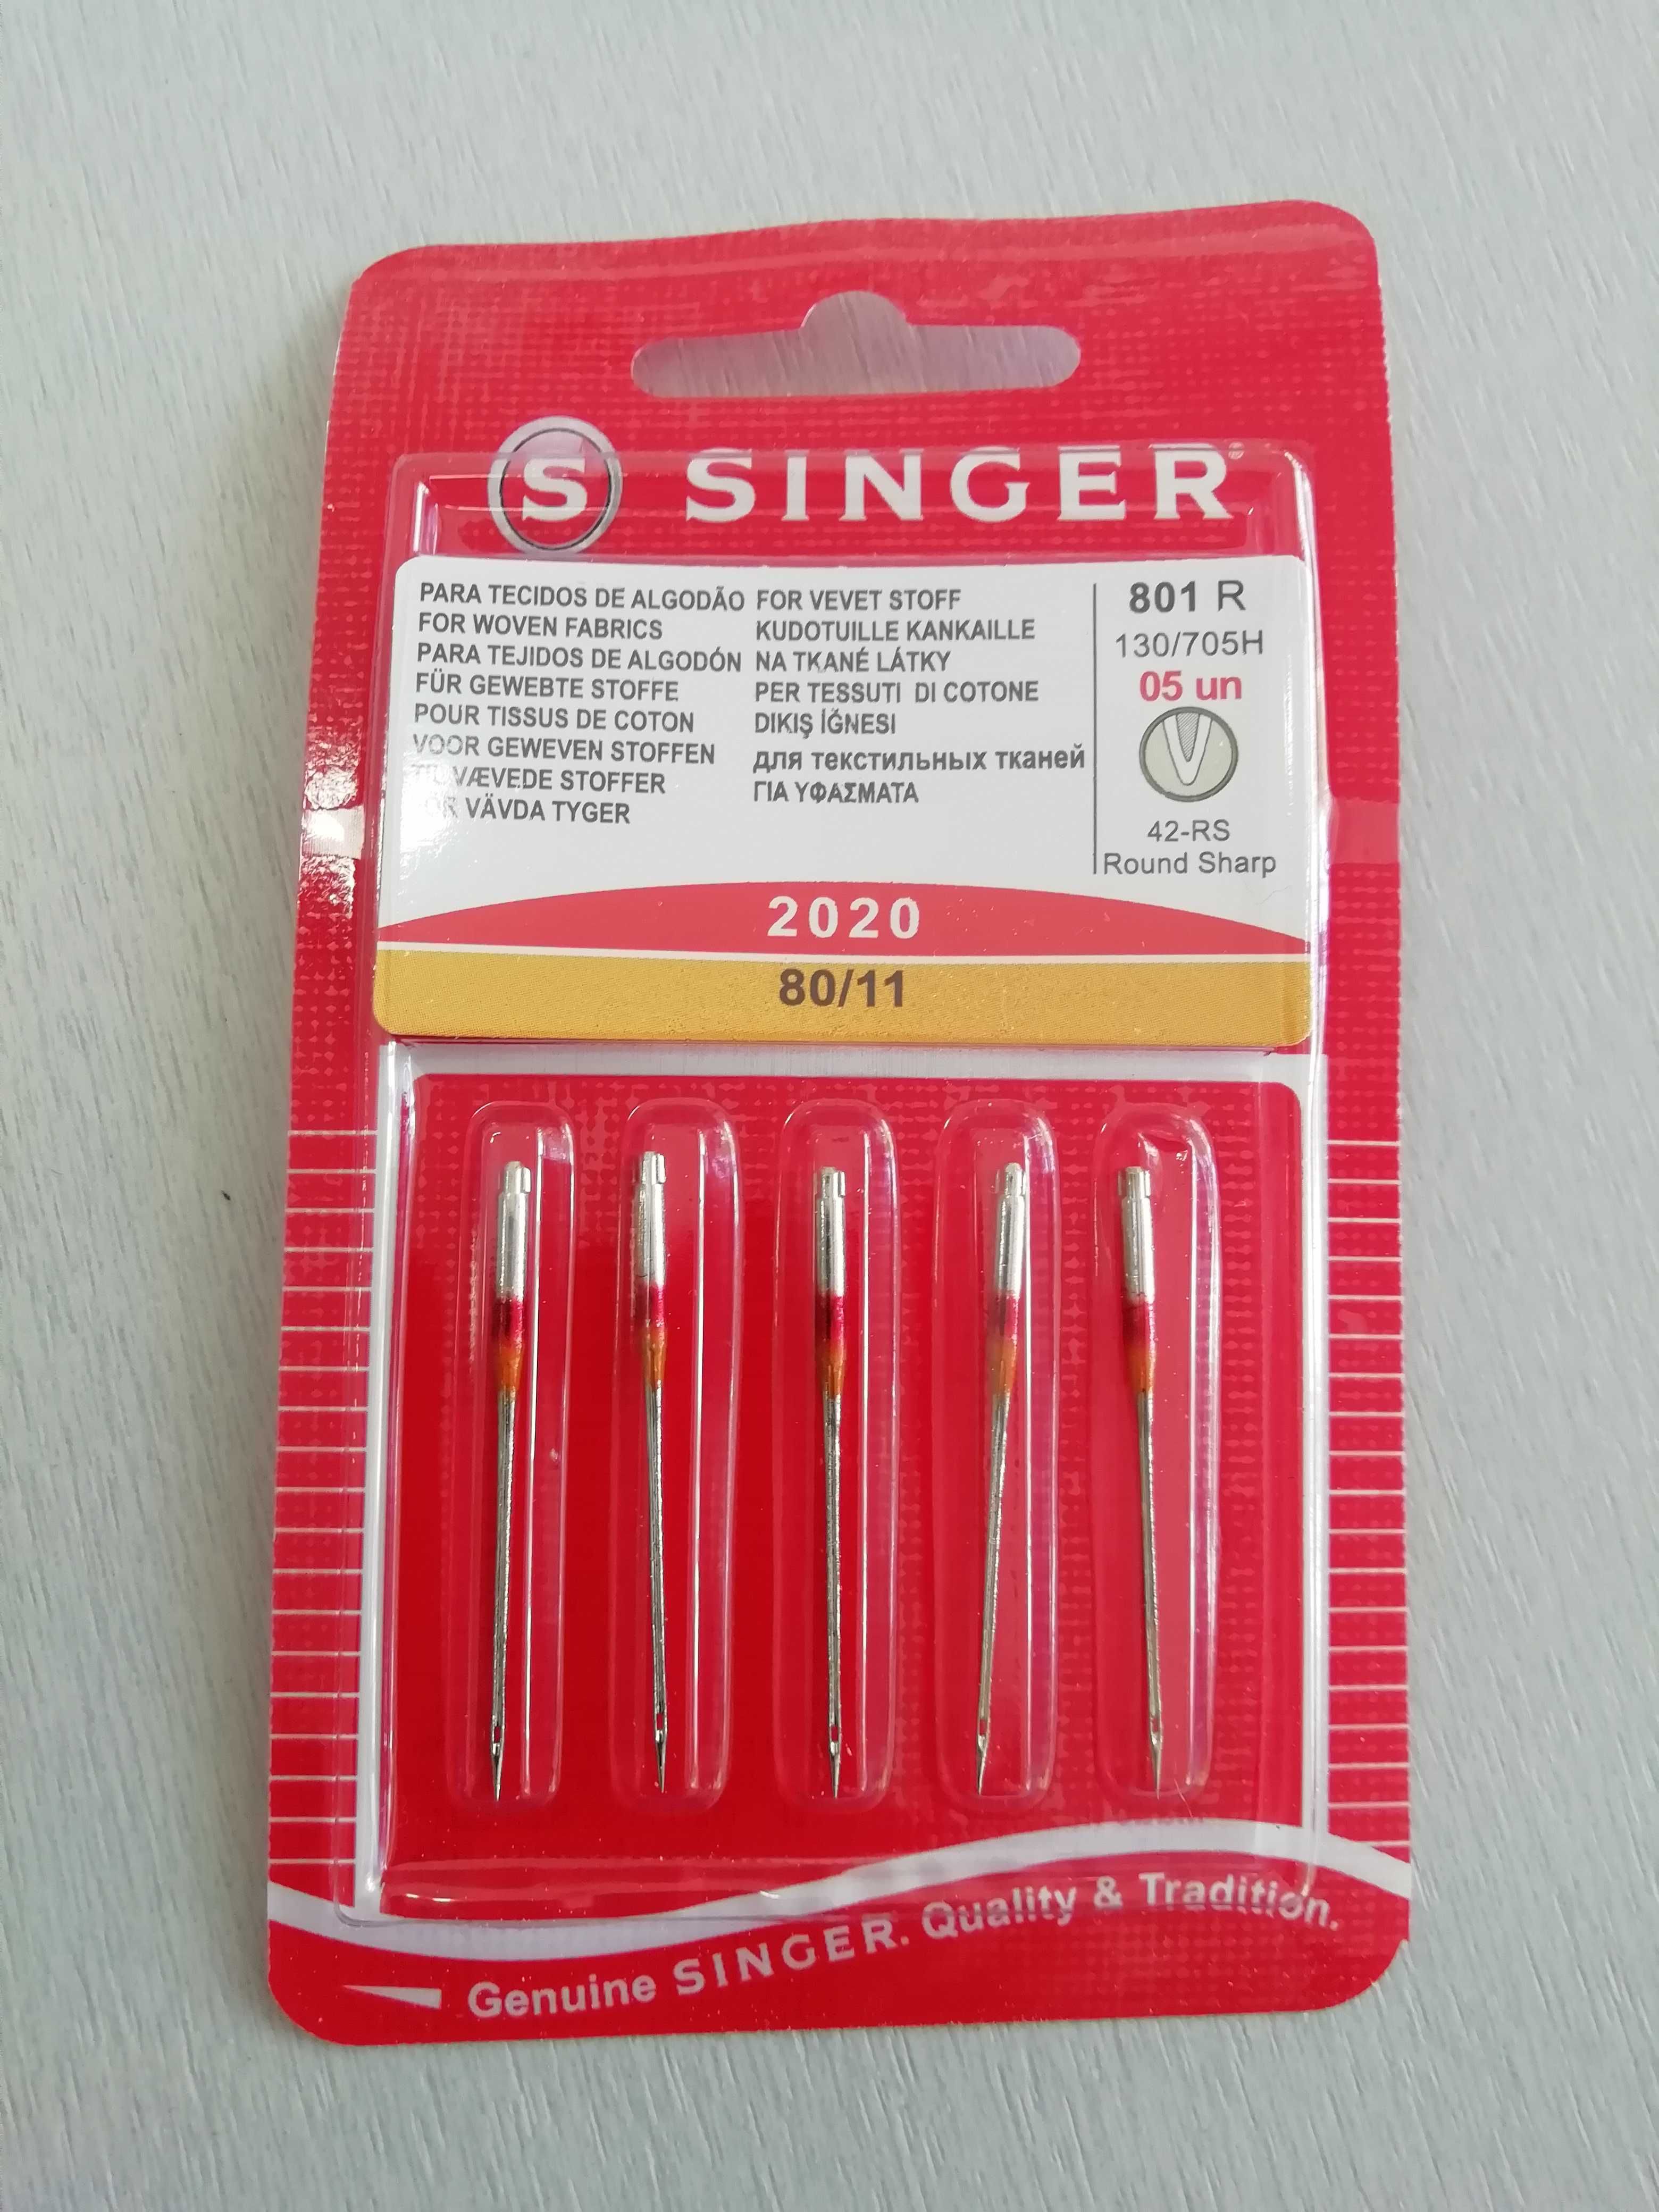 S SINGER®
PARA TECIDOS DE ALGODÃO
FOR WOVEN FABRICS
PARA TEJIDOS DE ALGODÓN
FÜR GEWEBTE STOFFE
POUR TISSUS DE COTON
VOOR GEWEVEN STOFFEN
VÆVEDE STOFFER
VÄVDA TYGER
FOR VEVET STOFF
KUDOTUILLE KANKAILLE
NA TKANÉ LÁTKY
PER TESSUTI DI COTONE
DIKIŞ İĞNESI
для текстильных тканей
ΓΙΑ ΥΦΑΣΜΑΤΑ
801 R
130/705H
05 un
42-RS
Round Sharp
2020
80/11
Genuine SINGER. Quality & Tradition.